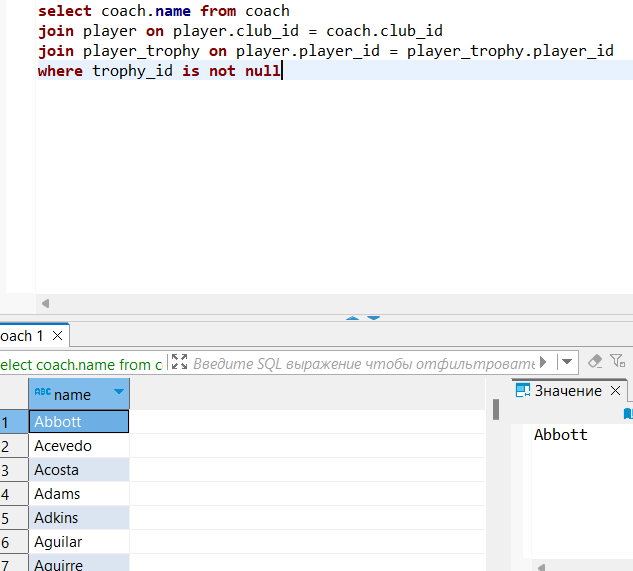 select coach.name from coach
join player on player.club_id = coach.club_id
join player_trophy on player.player_id = player_trophy.player_id
where trophy_id is not null
oach 1
elect coach.name from c
Введите SQL выражение чтобы отфильтровать
ABC name
Значение
1 Abbott
Abbott
2 Acevedo
3 Acosta
4 Adams
5 Adkins
6 Aguilar
7 Aguirre